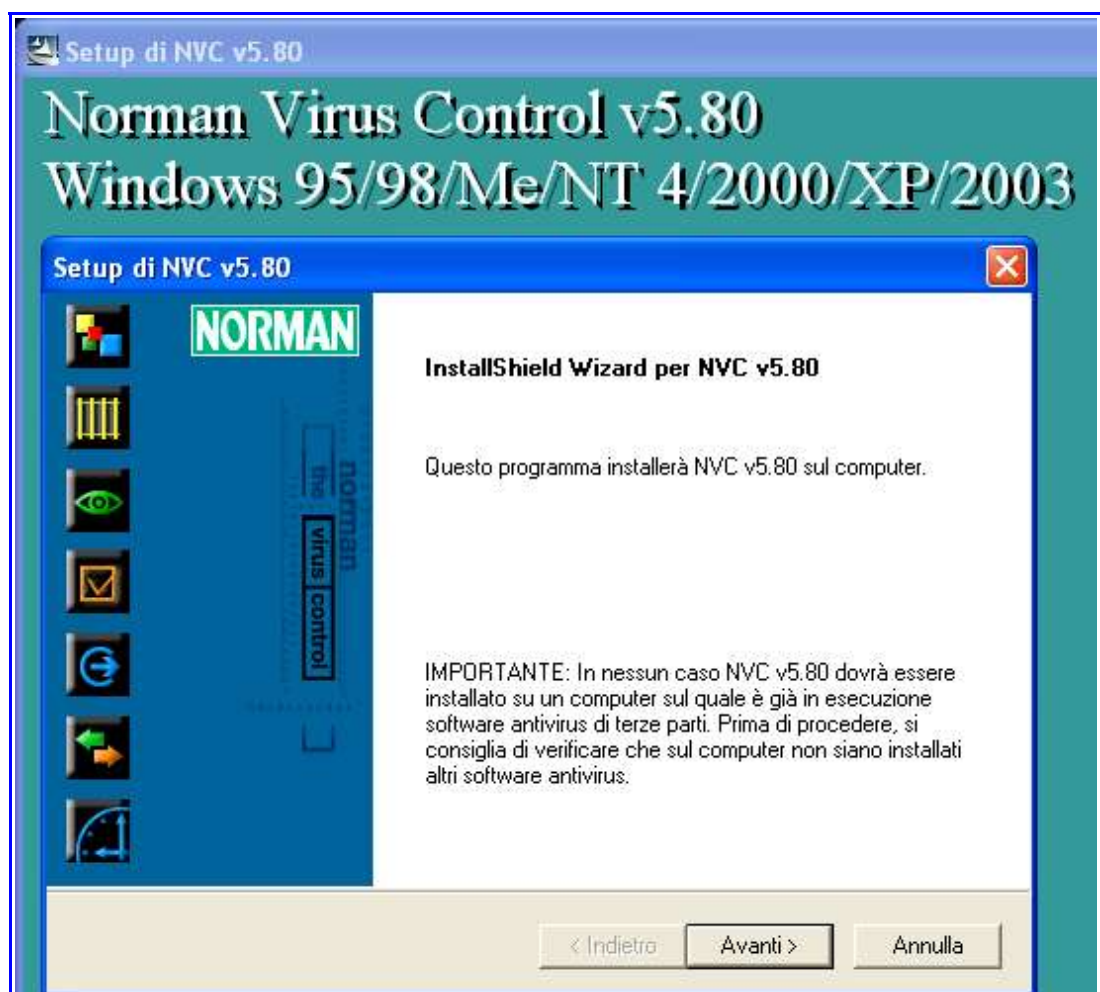 Setup di NVC v5.80
Norman Virus Control v5.80
Windows 95/98/Me/NT 4/2000/XP/2003
Setup di NVC v5.80
NORMAN
the
norman
virus control
InstallShield Wizard per NVC v5.80
Questo programma installerà NVC v5.80 sul computer.
IMPORTANTE: In nessun caso NVC v5.80 dovrà essere
installato su un computer sul quale è già in esecuzione
software antivirus di terze parti. Prima di procedere, si
consiglia di verificare che sul computer non siano installati
altri software antivirus.
< Indietro
Avanti >
Annulla